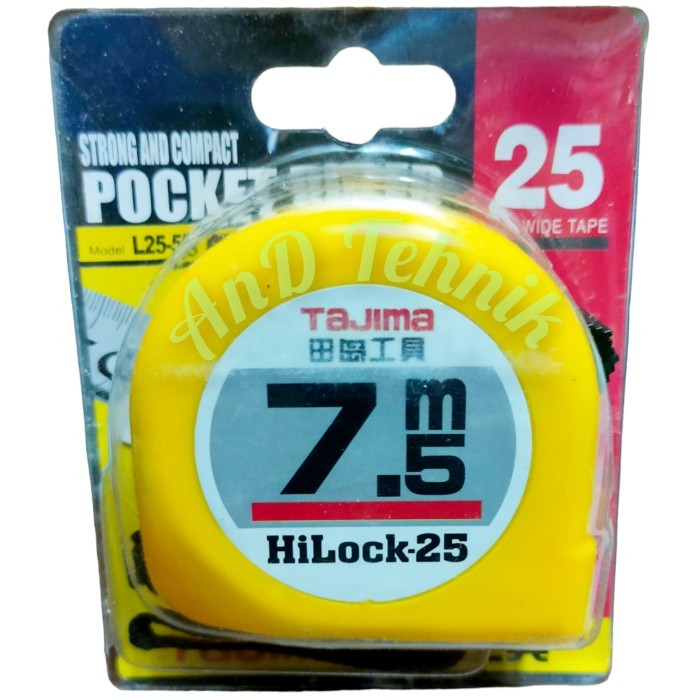 STRONG AND COMPACT
POCKET
25
WIDE TAPE
Model
AnD Tehnik
TaJima
田島工具
7.5m
HiLock-25